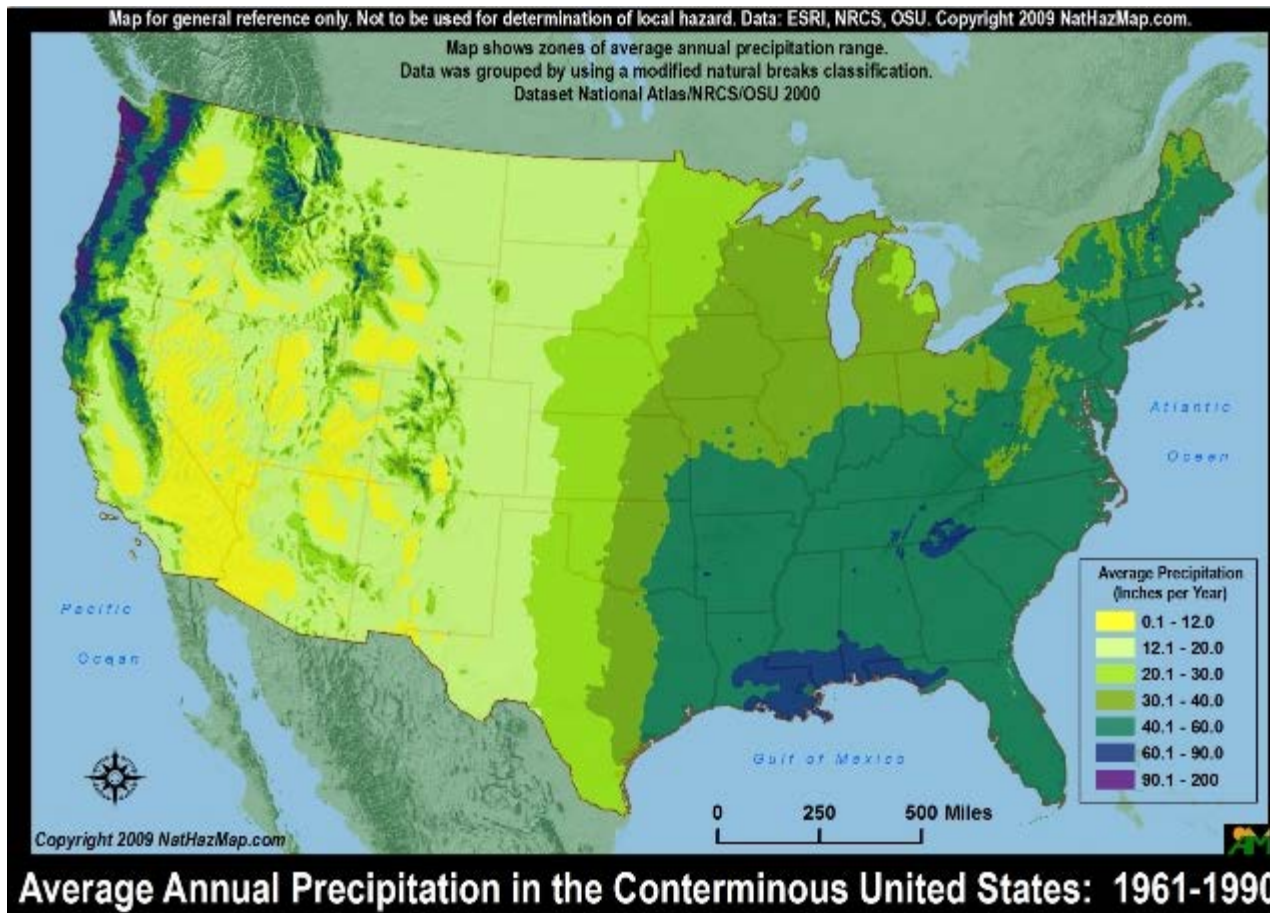 Map for general reference only. Not to be used for determination of local hazard. Data: ESRI, NRCS, OSU. Copyright 2009 NatHazMap.com.
Map shows zones of average annual precipitation range.
Data was grouped by using a modified natural breaks classification.
Dataset National Atlas/NRCS/OSU 2000
Atlantic
Ocean
Pacific
Ocean
Gulf of Mexico
Average Precipitation
(Inches per Year)
0.1 - 12.0
12.1 - 20.0
20.1 - 30.0
30.1 - 40.0
40.1 - 60.0
60.1 - 90.0
90.1 - 200
0 250 500 Miles
Copyright 2009 NatHazMap.com
AM
Average Annual Precipitation in the Conterminous United States: 1961-1990